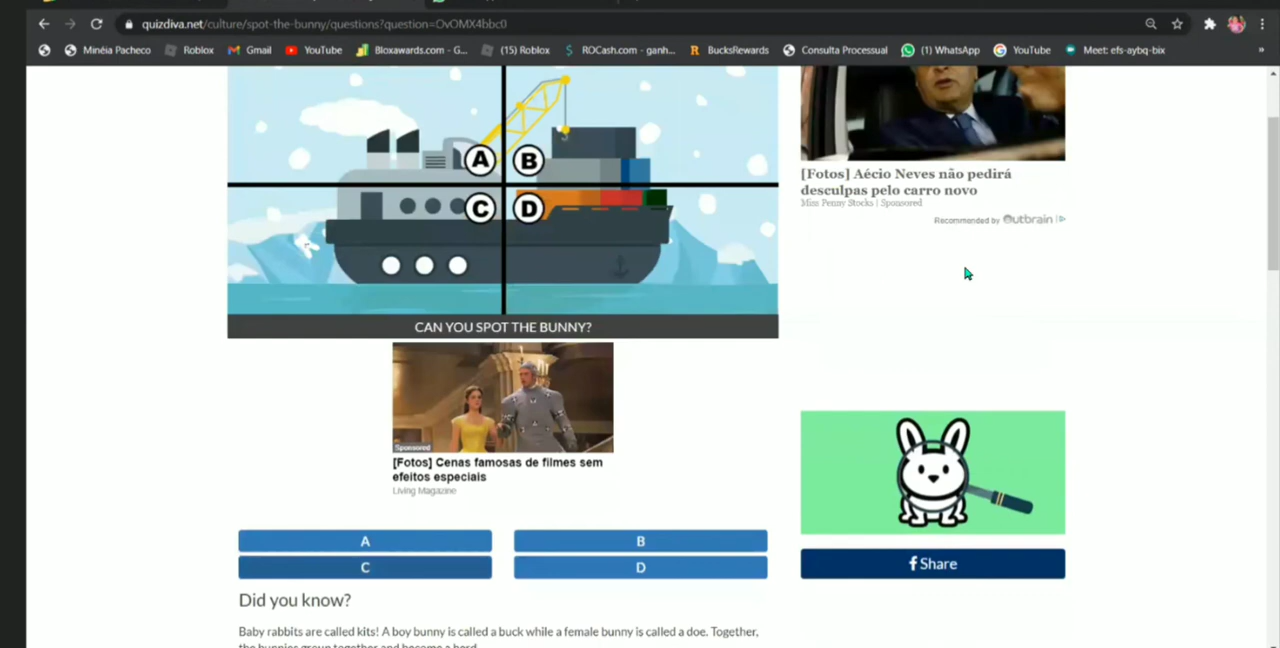 quizdiva.net/culture/spot-the-bunny/questions?question=OvOMX4bbc0
Minéia Pacheco
Roblox
Gmail
YouTube
Bloxawards.com - G...
(15) Roblox
ROCash.com - ganh...
BucksRewards
Consulta Processual
(1) WhatsApp
YouTube
Meet: efs-aybq-bix
A
B
C
D
CAN YOU SPOT THE BUNNY?
[Fotos] Aécio Neves não pedirá
desculpas pelo carro novo
Miss Penny Stocks | Sponsored
Recommended by Outbrain
Sponsored
[Fotos] Cenas famosas de filmes sem
efeitos especiais
Living Magazine
A
B
C
D
Share
Did you know?
Baby rabbits are called kits! A boy bunny is called a buck while a female bunny is called a doe. Together,
the bunnies group together and become a herd.